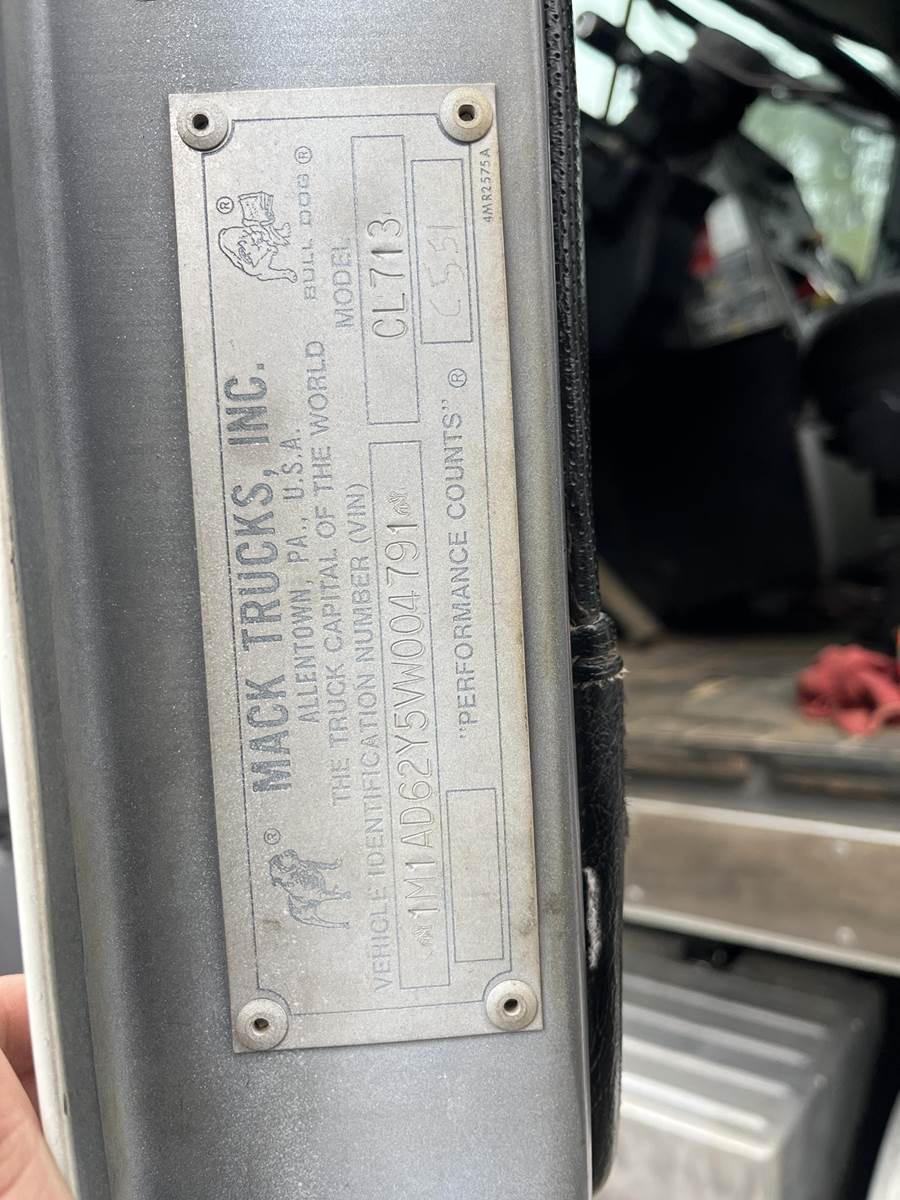 MACK TRUCKS, INC.
ALLENTOWN, PA., U.S.A.
BULL DOG ®
THE TRUCK CAPITAL OF THE WORLD
VEHICLE IDENTIFICATION NUMBER (VIN)
MODEL
1M1AD62Y5VW004791
CL713
"PERFORMANCE COUNTS" ®
C551
4MR2575A